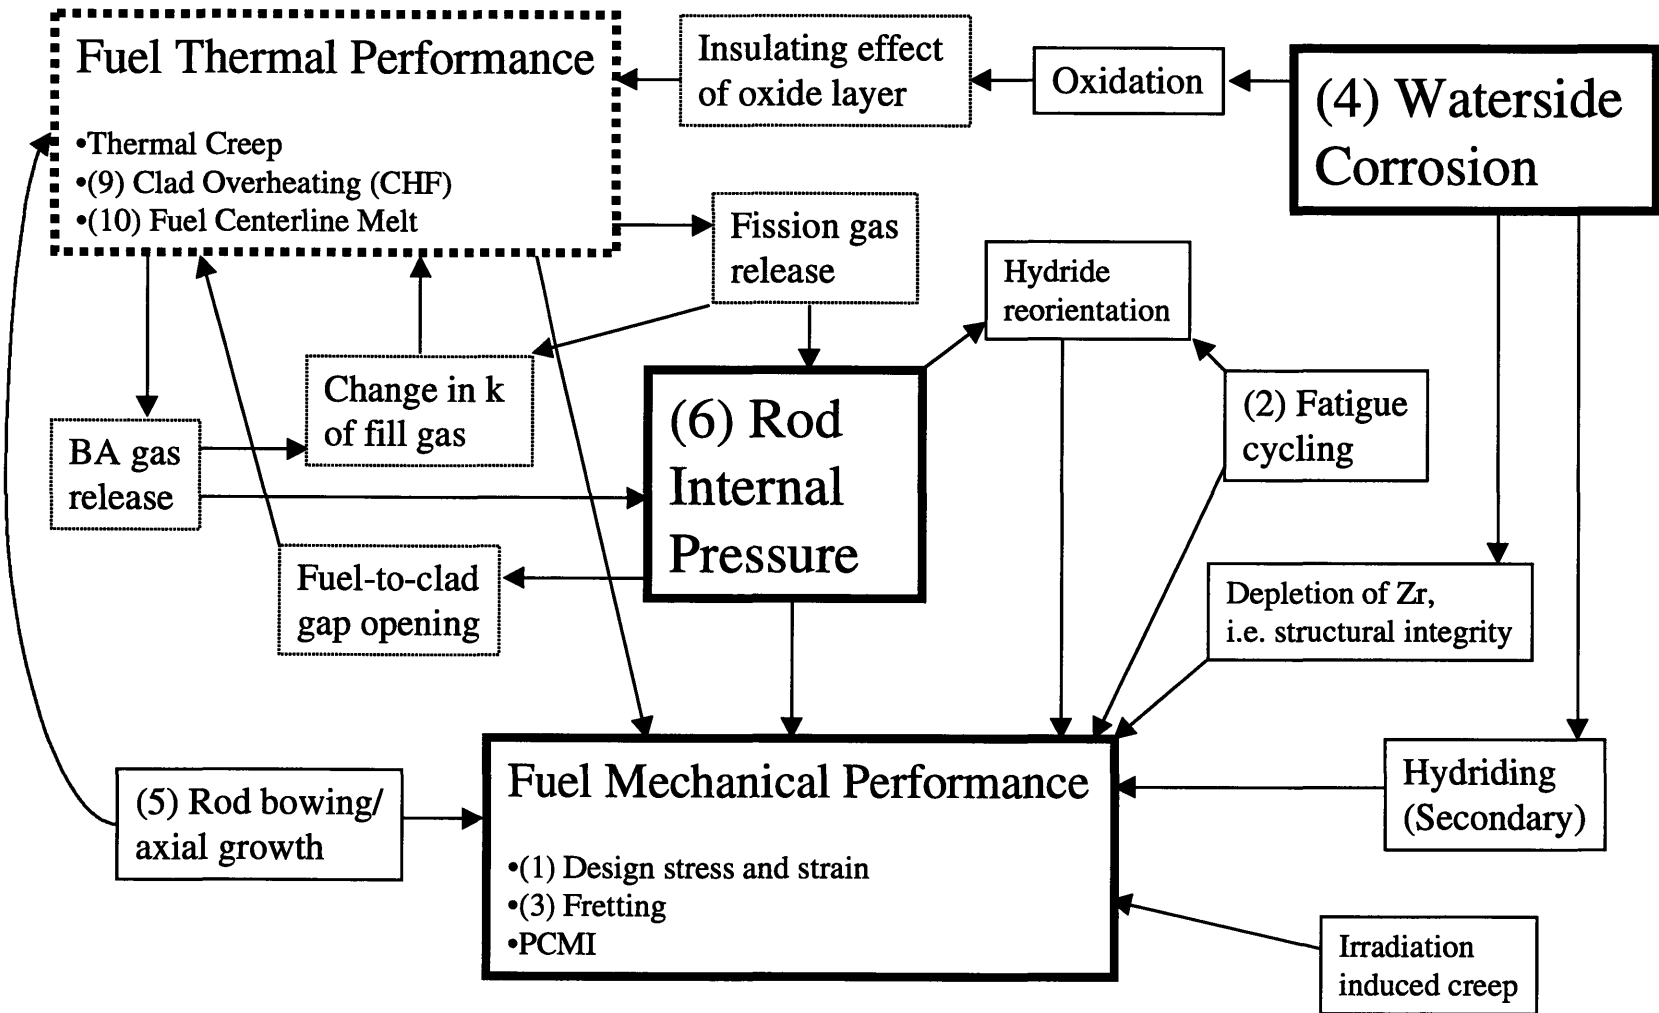 Fuel Thermal Performance
•Thermal Creep
•(9) Clad Overheating (CHF)
•(10) Fuel Centerline Melt
Insulating effect
of oxide layer
Oxidation
(4) Waterside
Corrosion
Fission gas
release
Hydride
reorientation
Change in k
of fill gas
(6) Rod
Internal
Pressure
(2) Fatigue
cycling
BA gas
release
Fuel-to-clad
gap opening
Depletion of Zr,
i.e. structural integrity
(5) Rod bowing/
axial growth
Fuel Mechanical Performance
•(1) Design stress and strain
•(3) Fretting
•PCMI
Hydriding
(Secondary)
Irradiation
induced creep